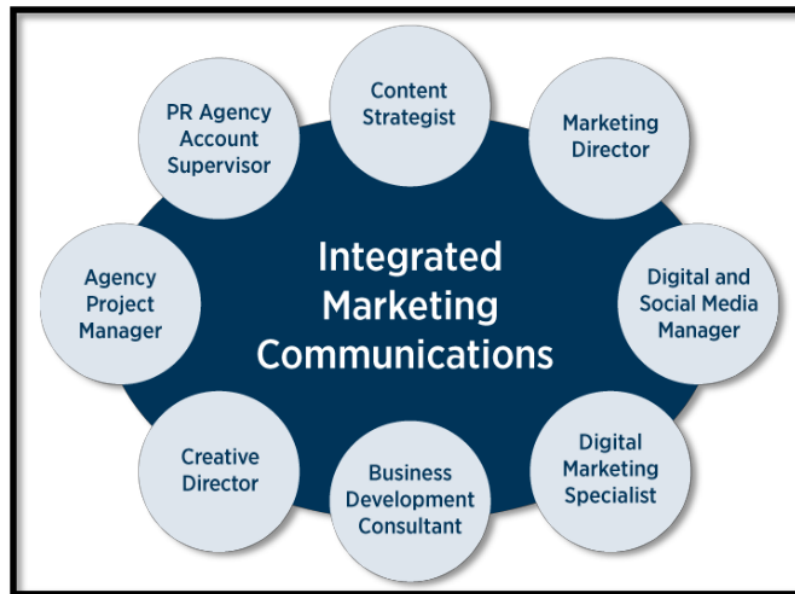 Content
Strategist
Marketing
Director
Digital and
Social Media
Manager
Digital
Marketing
Specialist
Business
Development
Consultant
Creative
Director
Agency
Project
Manager
PR Agency
Account
Supervisor
Integrated
Marketing
Communications